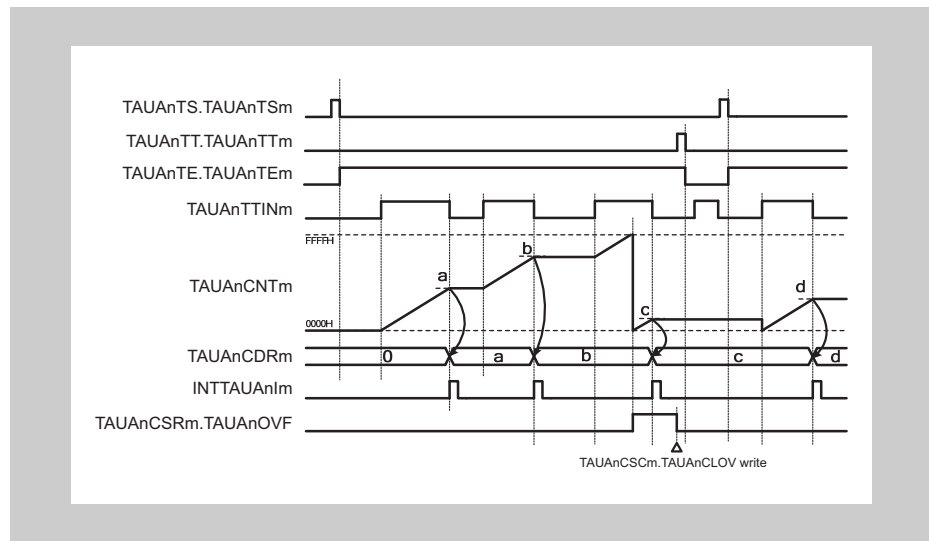 TAUAnTS.TAUAnTSm
TAUAnTT.TAUAnTTm
TAUAnTE.TAUAnTEm
TAUAnTTINm
FFFFH
TAUAnCNTm
a
b
c
d
0000H
TAUAnCDRm
0 a b c d
INTTAUAnIm
TAUAnCSRm.TAUAnOVF
TAUAnCSCm.TAUAnCLOV write